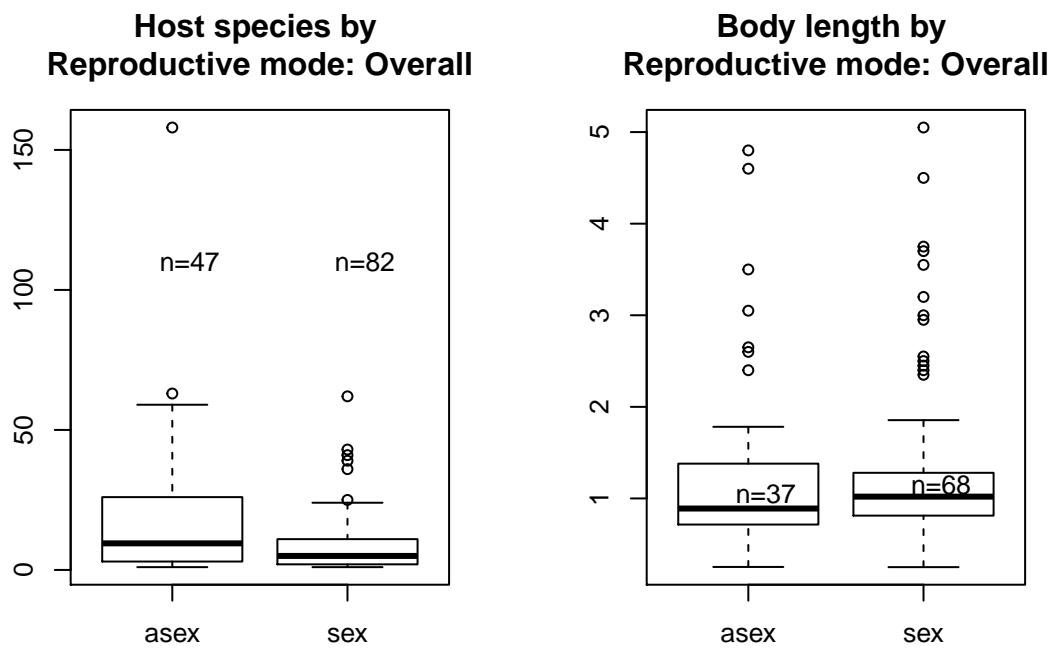 Host species by
Reproductive mode: Overall
150
100
50
0
n=47
n=82
asex
sex
Body length by
Reproductive mode: Overall
5
4
3
2
1
n=37
n=68
asex
sex